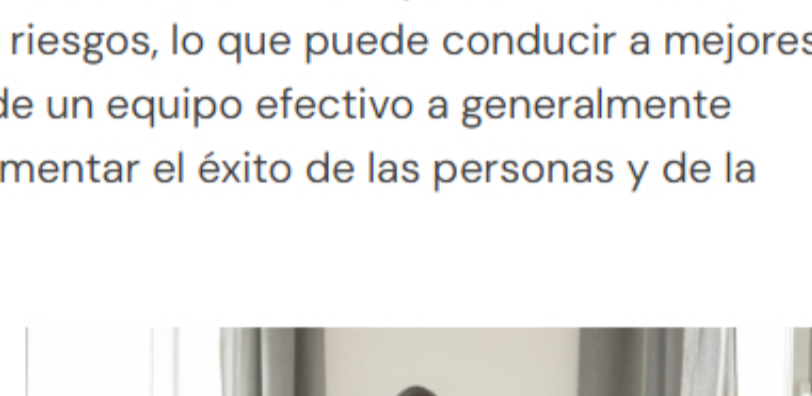 riesgos, lo que puede conducir a mejores
de un equipo efectivo a generalmente
mentar el éxito de las personas y de la